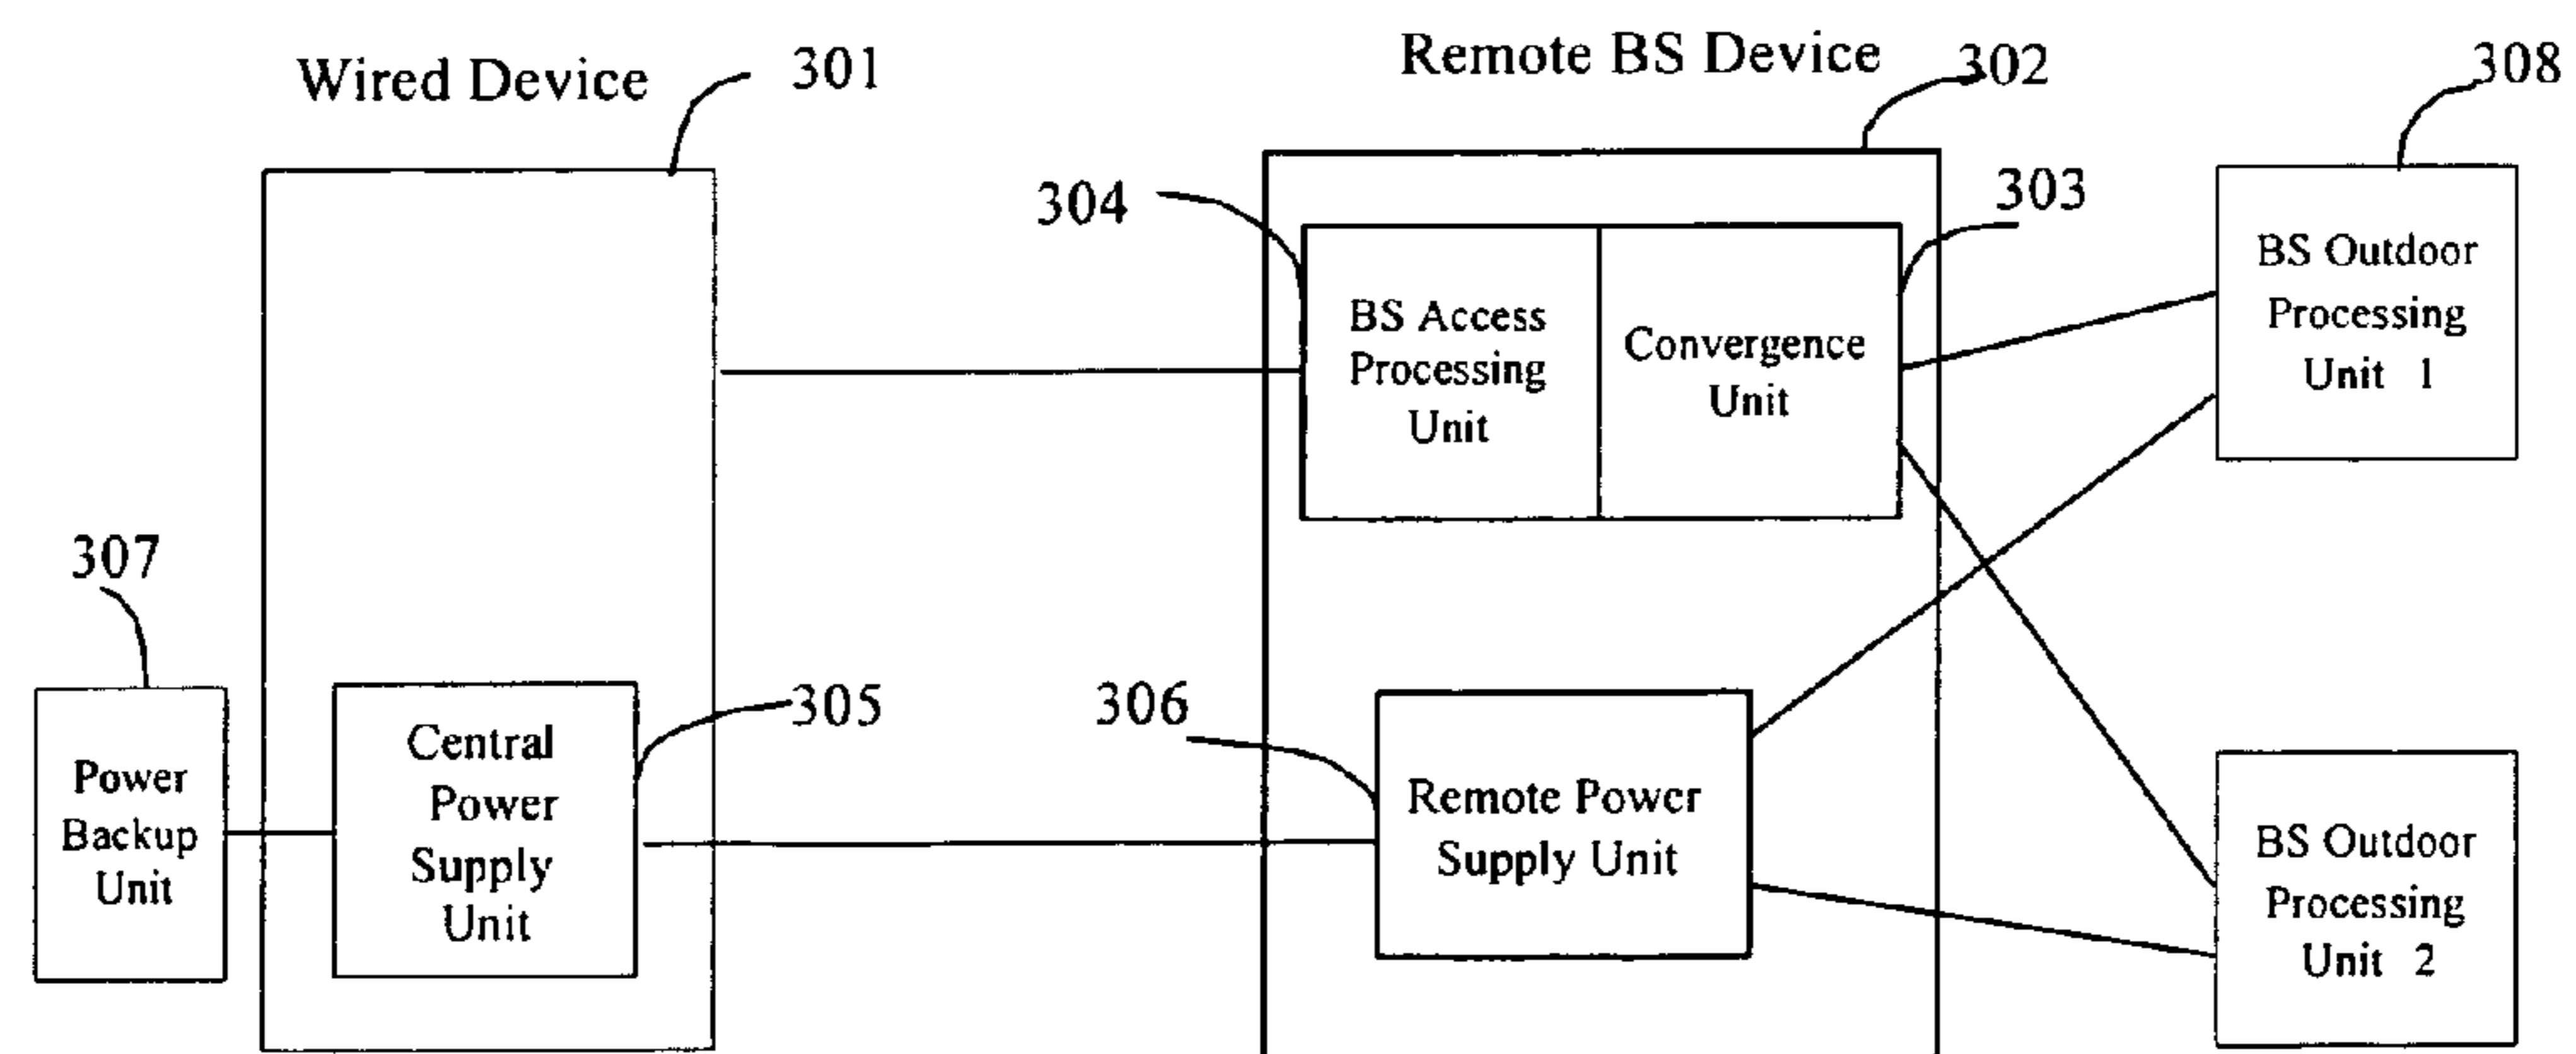 Wired Device
301
Remote BS Device
302
308
304
303
BS Access
Processing
Unit
Convergence
Unit
BS Outdoor
Processing
Unit 1
307
305
306
Power
Backup
Unit
Central
Power
Supply
Unit
Remote Power
Supply Unit
BS Outdoor
Processing
Unit 2